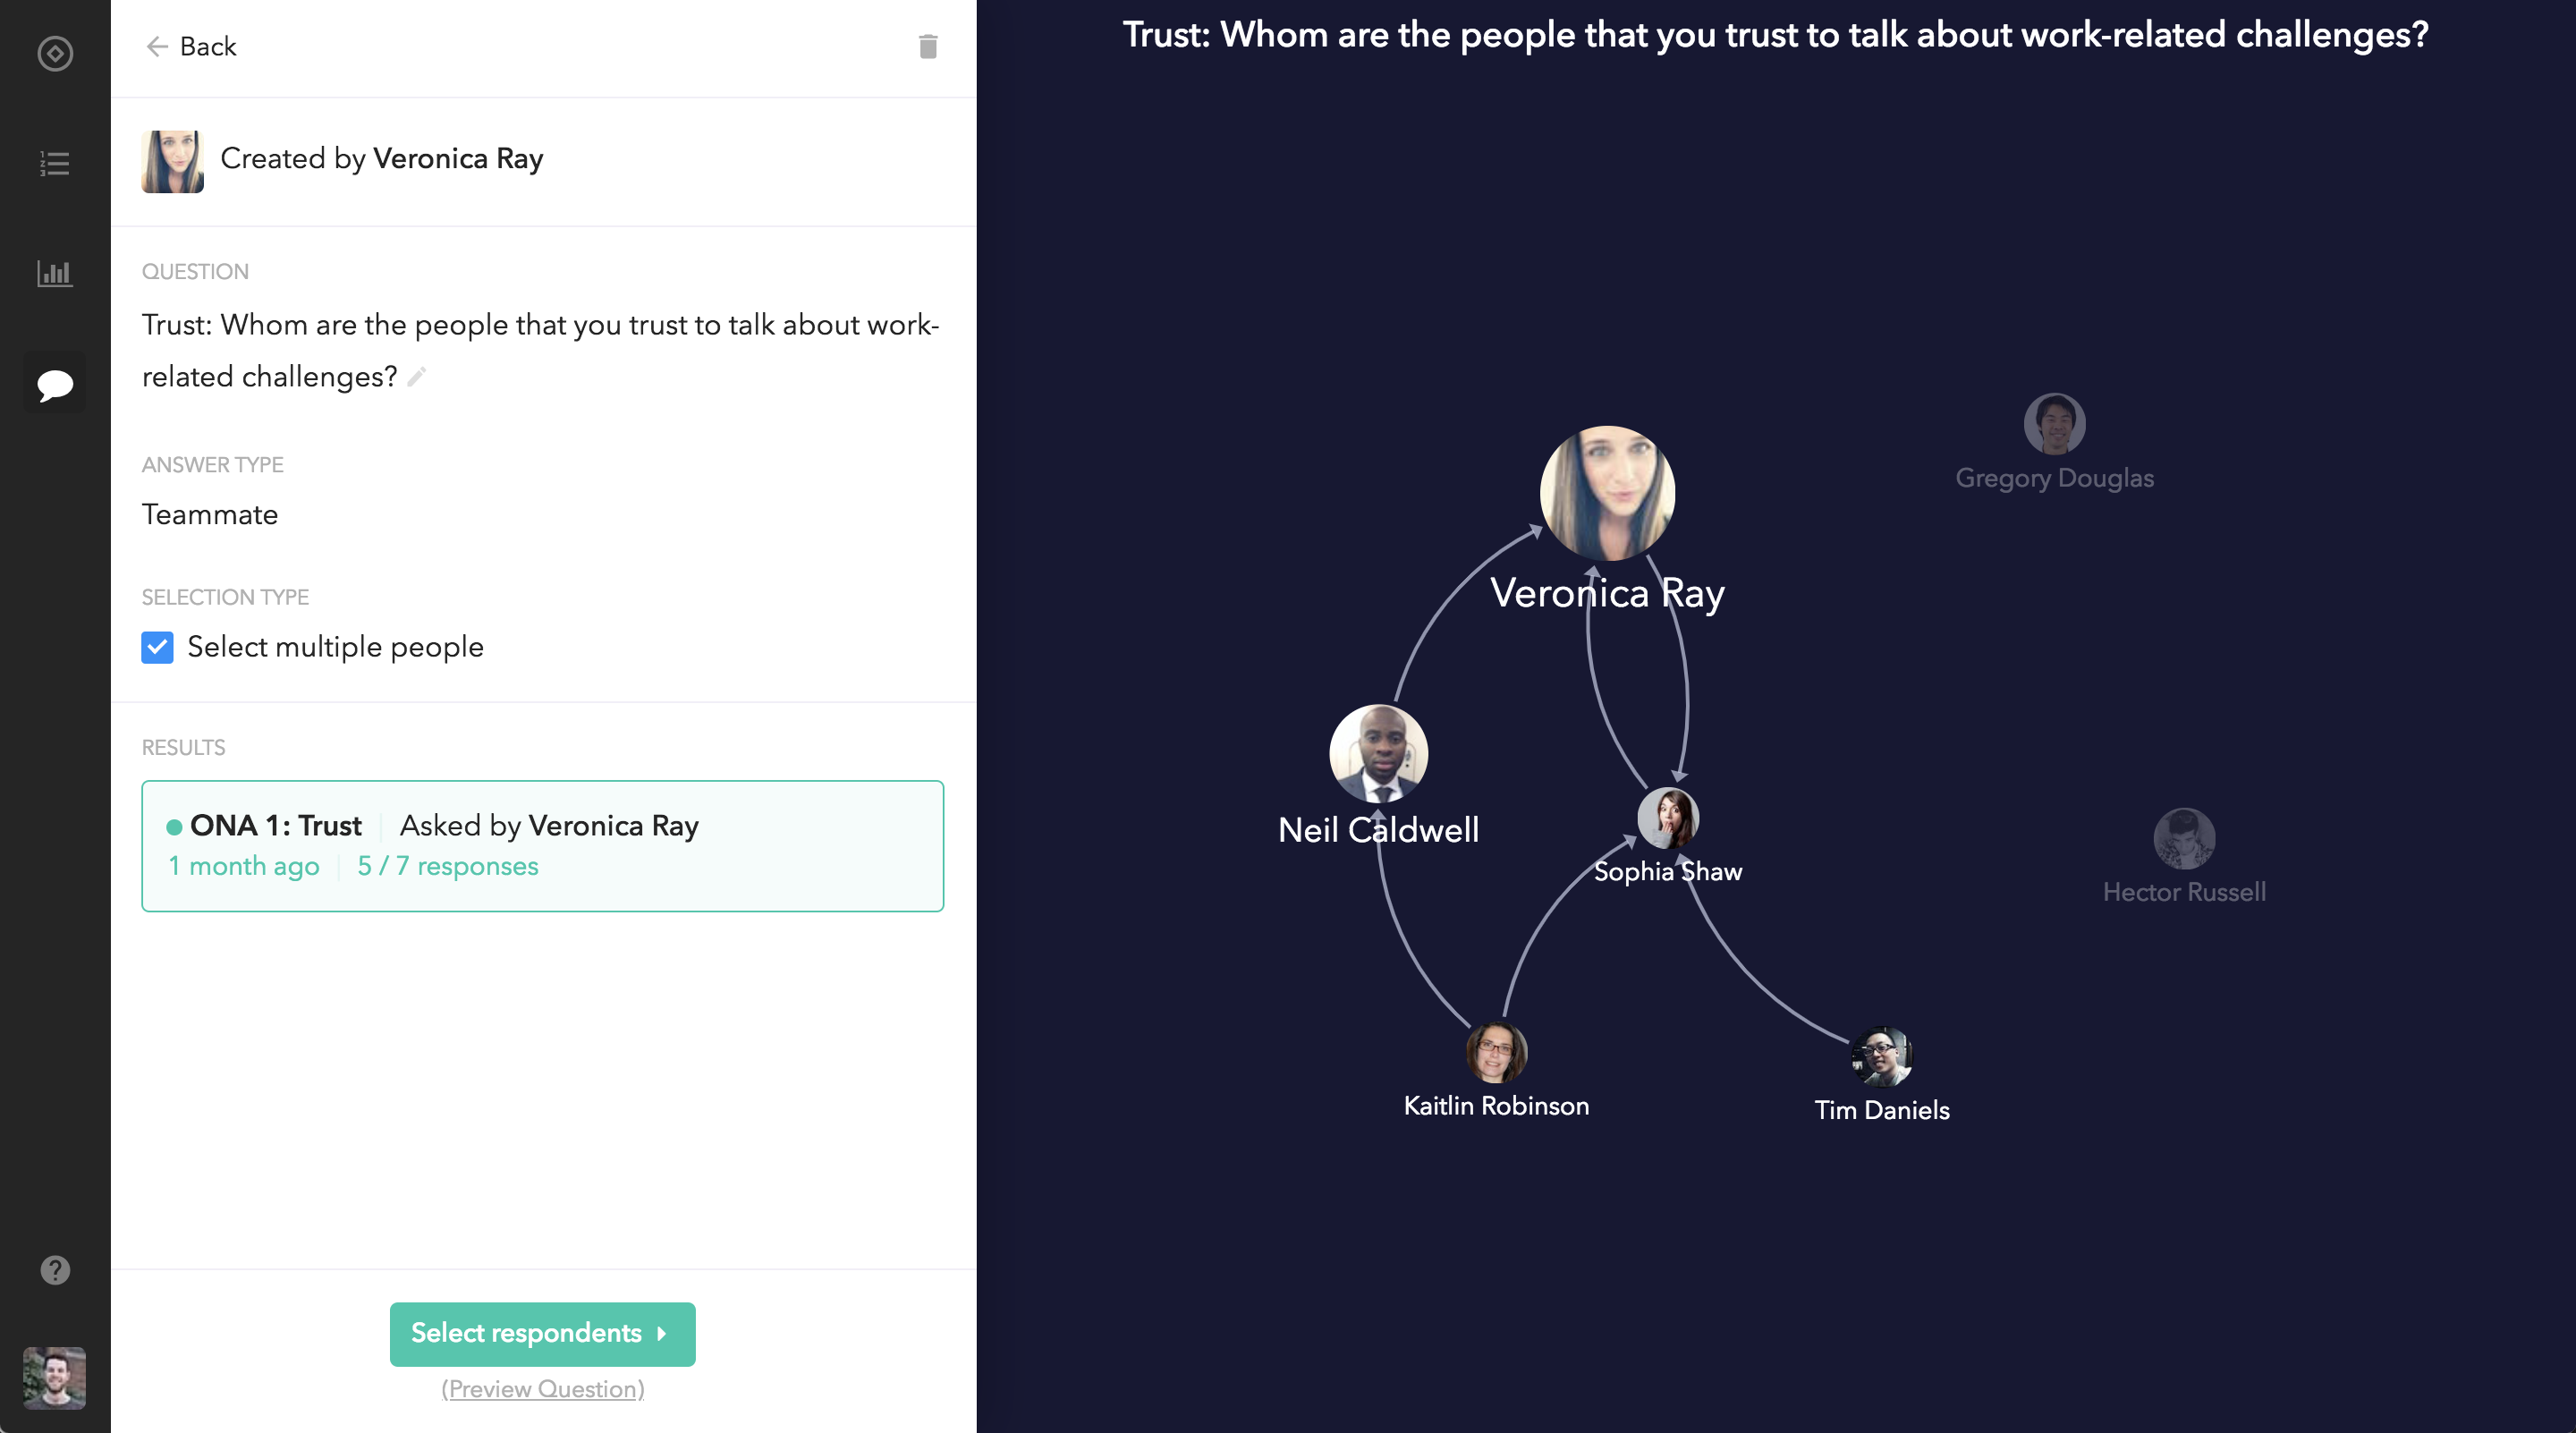 Back
Created by Veronica Ray
QUESTION
Trust: Whom are the people that you trust to talk about work-
related challenges?
ANSWER TYPE
Teammate
SELECTION TYPE
Select multiple people
RESULTS
ONA 1: Trust | Asked by Veronica Ray
1 month ago | 5 / 7 responses
Select respondents
(Preview Question)
Trust: Whom are the people that you trust to talk about work-related challenges?
Gregory Douglas
Veronica Ray
Neil Caldwell
Sophia Shaw
Hector Russell
Kaitlin Robinson
Tim Daniels